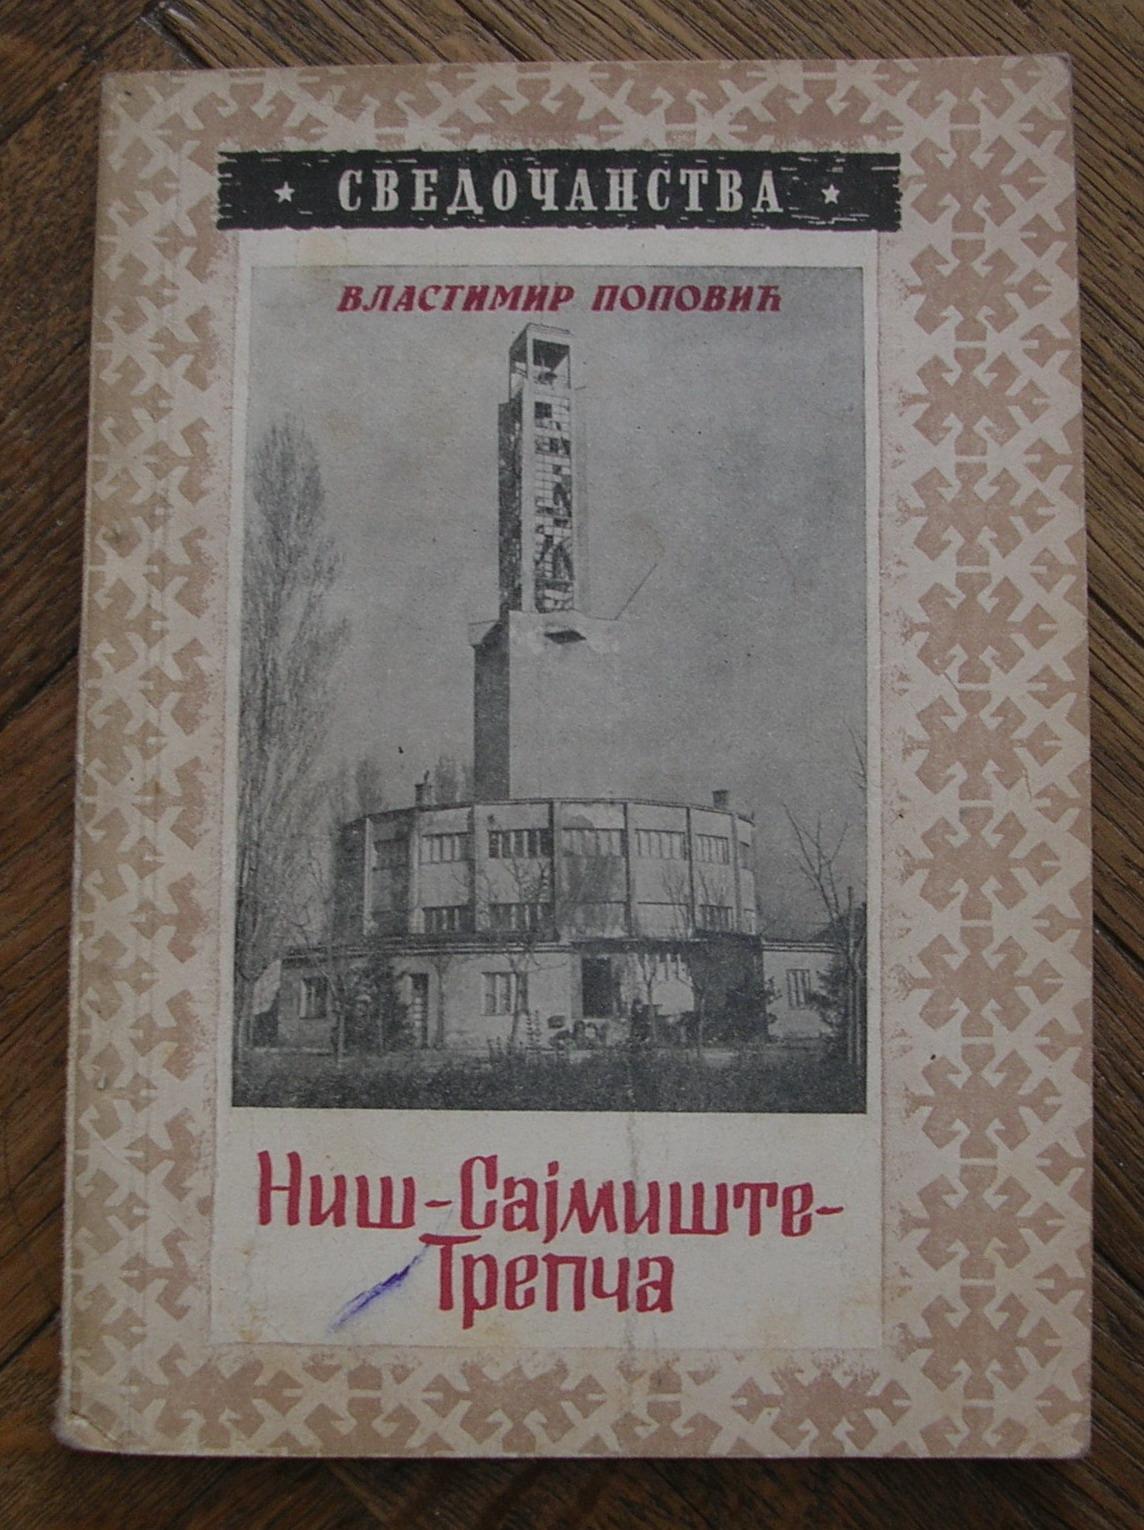 ★ СВЕДОЧАНСТВА ★
ВЛАСТИМИР ПОПОВИЋ
Ниш-Сајмиште-
Трепча